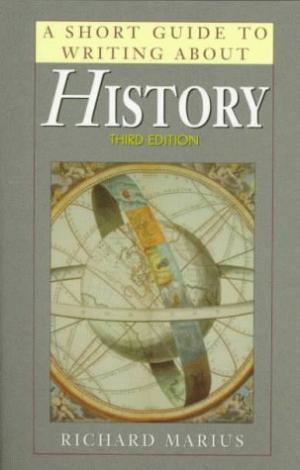 A SHORT GUIDE TO
WRITING ABOUT
HISTORY
THIRD EDITION
RICHARD MARIUS